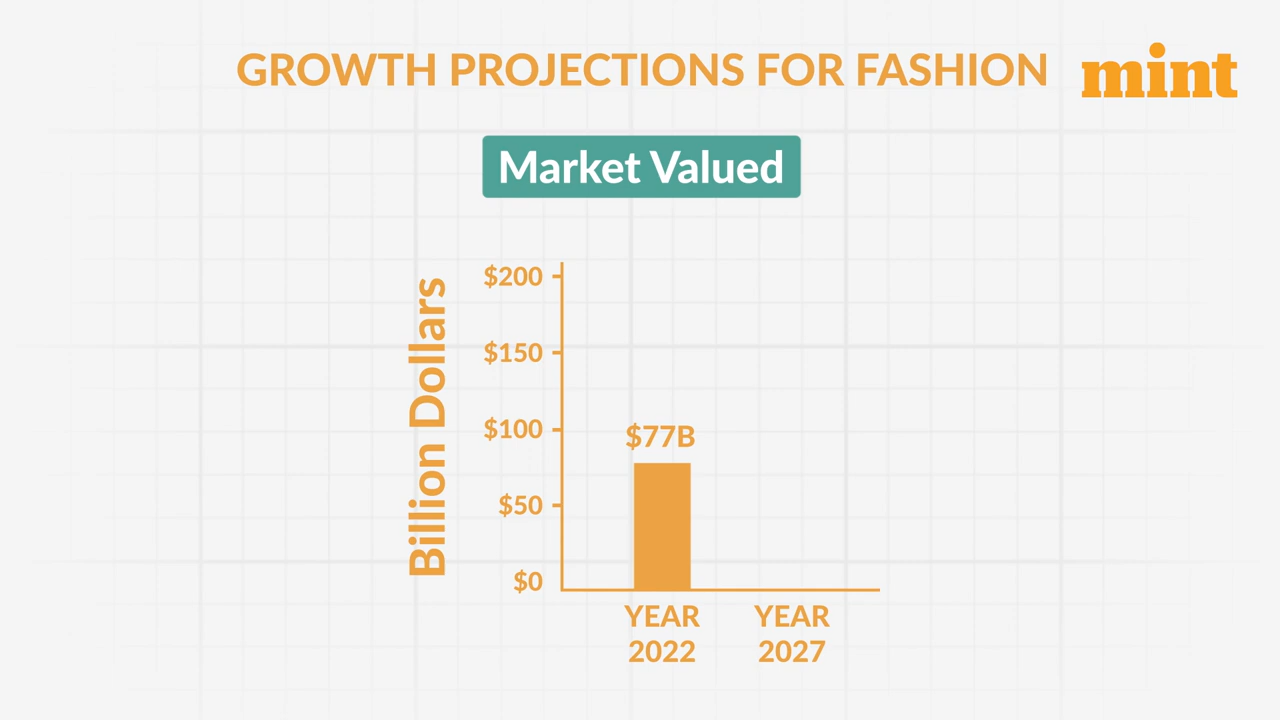 GROWTH PROJECTIONS FOR FASHION
mint
Market Valued
Billion Dollars
$200
$150
$100
$50
$0
$77B
YEAR
2022
YEAR
2027